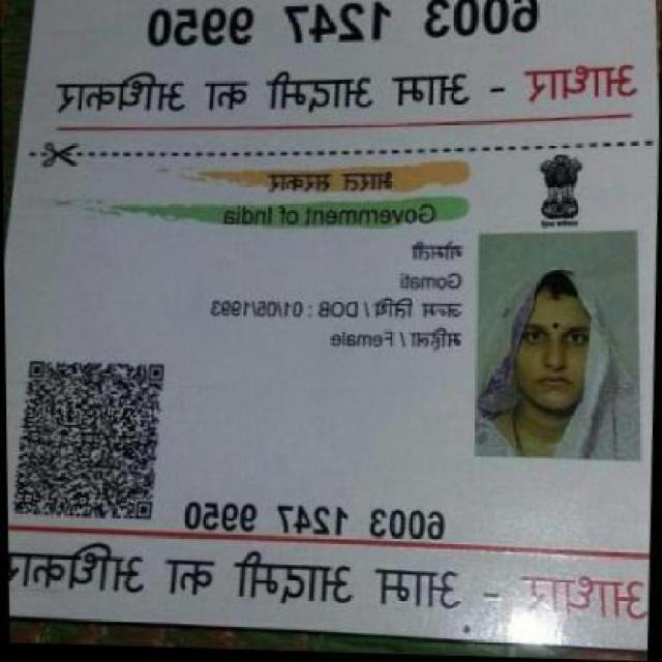 6003 1247 9950
आधार - आम आदमी का अधिकार
भारत सरकार
Government of India
गोमती
Gomati
जन्म तिथि / DOB : 01/05/1993
महिला / Female
6003 1247 9950
आधार - आम आदमी का अधिकार